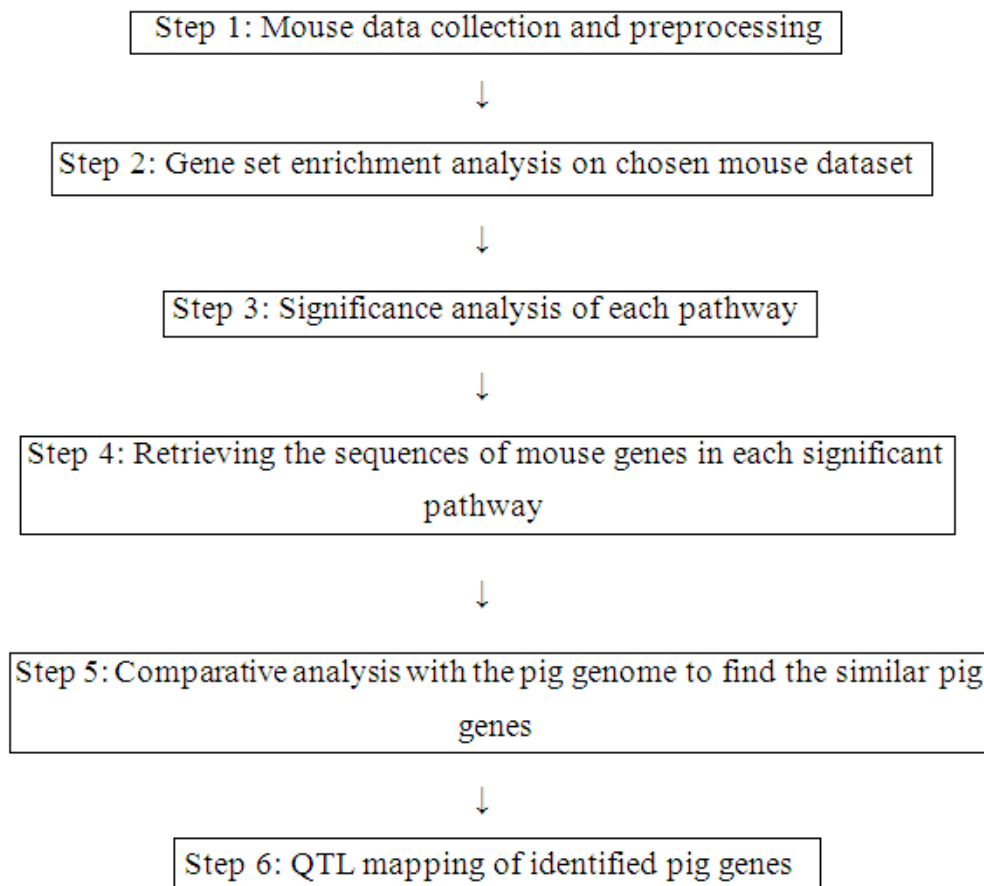 Step 1: Mouse data collection and preprocessing
↓
Step 2: Gene set enrichment analysis on chosen mouse dataset
↓
Step 3: Significance analysis of each pathway
↓
Step 4: Retrieving the sequences of mouse genes in each significant
pathway
↓
Step 5: Comparative analysis with the pig genome to find the similar pig
genes
↓
Step 6: QTL mapping of identified pig genes